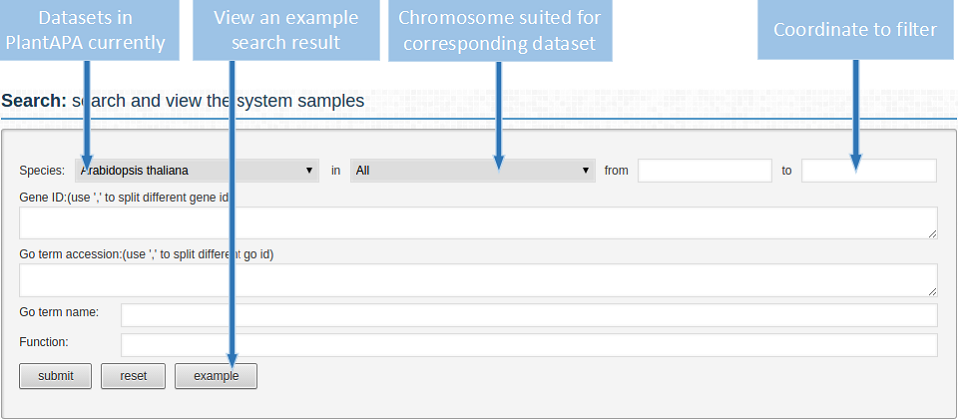 Datasets in
PlantAPA currently
View an example
search result
Chromosome suited for
corresponding dataset
Coordinate to filter
Search: search and view the system samples
Species: Arabidopsis thaliana in All from to
Gene ID:(use ',' to split different gene id
Go term accession:(use ',' to split different go id)
Go term name:
Function:
submit reset example